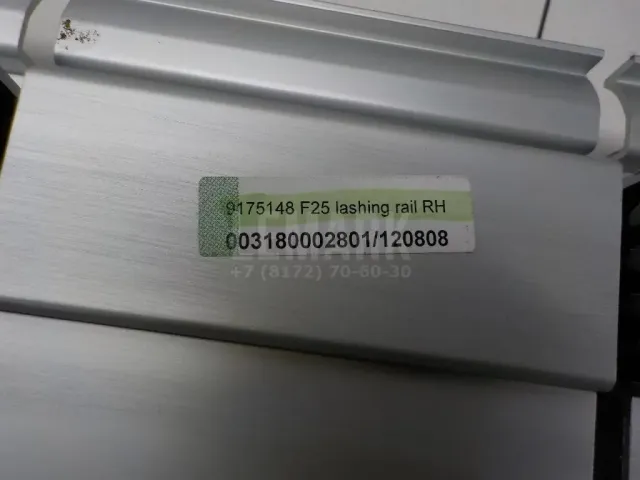 9175148 F25 lashing rail RH
003180002801/120808
+7 (8172) 70-60-30